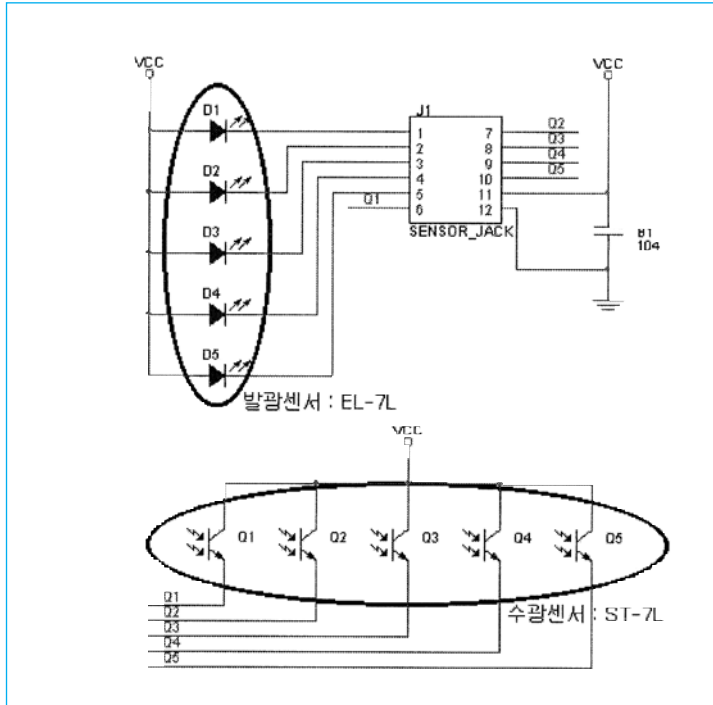 VCC
VCC
D1
J1
1 7 Q2
2 8 Q3
3 9 Q4
4 10 Q5
5 11
Q1 6 12
SENSOR_JACK
D2
D3
D4
D5
B1
104
발광센서 : EL-7L
VCC
Q1 Q2 Q3 Q4 Q5
Q1
Q2
Q3
Q4
Q5
수광센서 : ST-7L